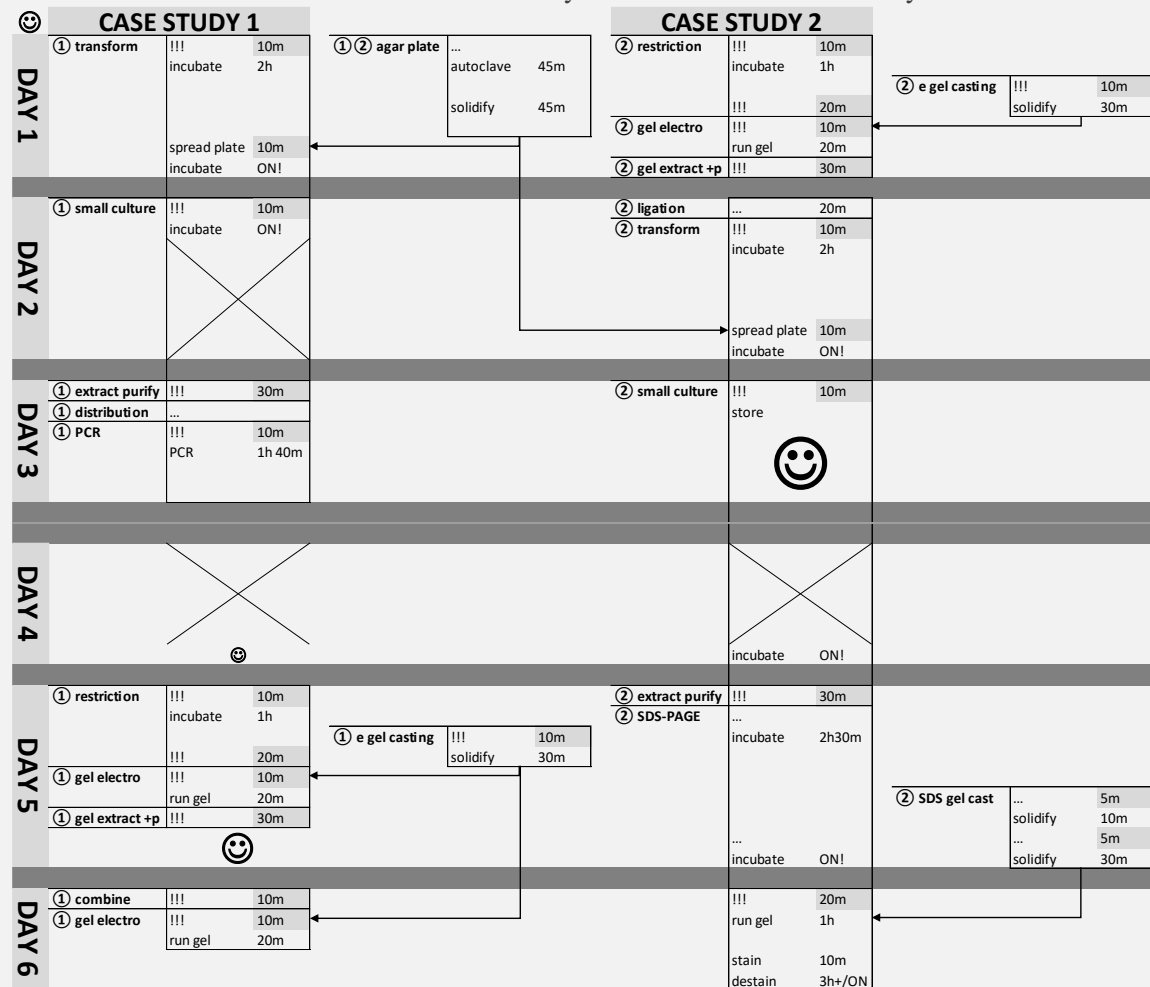 CASE STUDY 1
CASE STUDY 2
DAY 1
① transform !!! 10m
incubate 2h
spread plate 10m
incubate ON!
①② agar plate ...
autoclave 45m
solidify 45m
② restriction !!! 10m
incubate 1h
!!! 20m
② gel electro !!! 10m
run gel 20m
② gel extract +p !!! 30m
② e gel casting !!! 10m
solidify 30m
DAY 2
① small culture !!! 10m
incubate ON!
② ligation ... 20m
② transform !!! 10m
incubate 2h
spread plate 10m
incubate ON!
DAY 3
① extract purify !!! 30m
① distribution ...
① PCR !!! 10m
PCR 1h 40m
② small culture !!! 10m
store
DAY 4
incubate ON!
DAY 5
① restriction !!! 10m
incubate 1h
!!! 20m
① gel electro !!! 10m
run gel 20m
① gel extract +p !!! 30m
① e gel casting !!! 10m
solidify 30m
② extract purify !!! 30m
② SDS-PAGE ...
incubate 2h30m
...
incubate ON!
② SDS gel cast ... 5m
solidify 10m
... 5m
solidify 30m
DAY 6
① combine !!! 10m
① gel electro !!! 10m
run gel 20m
!!! 20m
run gel 1h
stain 10m
destain 3h+/ON